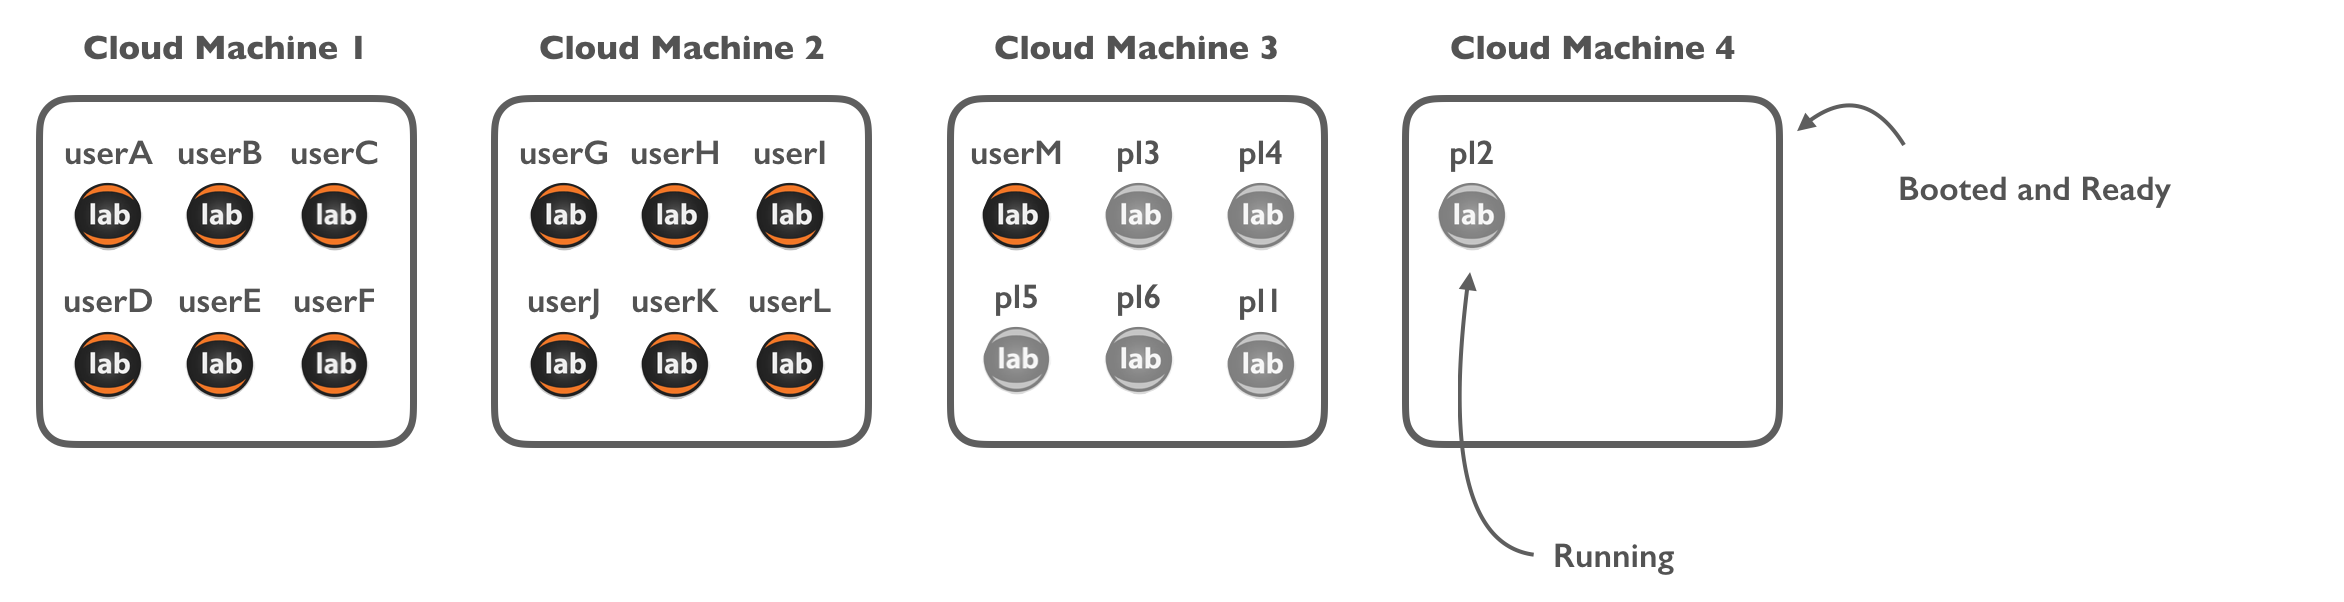 Cloud Machine 1
Cloud Machine 2
Cloud Machine 3
Cloud Machine 4
userA userB userC
lab lab lab
userD userE userF
lab lab lab
userG userH userI
lab lab lab
userJ userK userL
lab lab lab
userM pl3 pl4
lab lab lab
pl5 pl6 pl1
lab lab lab
pl2
lab
Booted and Ready
Running